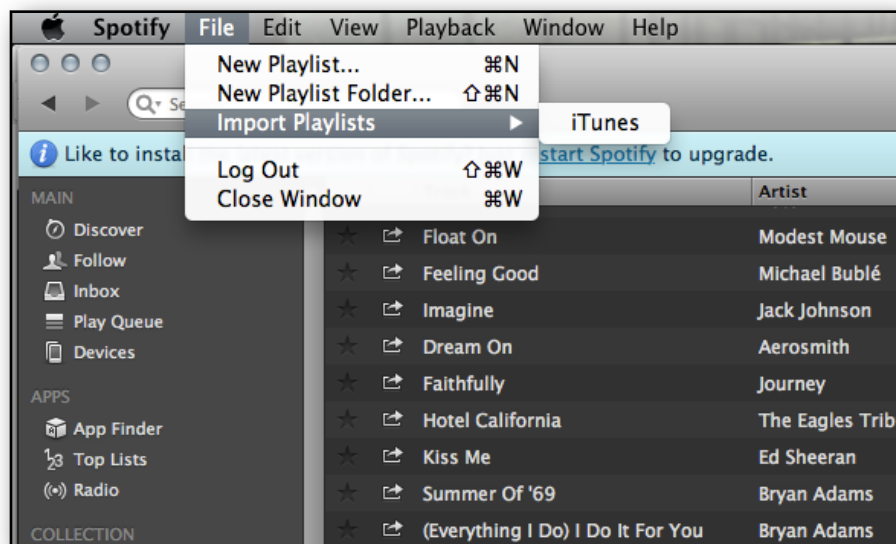 Spotify File Edit View Playback Window Help
New Playlist... ⌘N
New Playlist Folder... ⇧⌘N
Import Playlists ▶ iTunes
Log Out ⇧⌘W
Close Window ⌘W
Like to start Spotify to upgrade.
MAIN
Discover
Follow
Inbox
Play Queue
Devices
APPS
App Finder
Top Lists
Radio
COLLECTION
Artist
Float On Modest Mouse
Feeling Good Michael Bublé
Imagine Jack Johnson
Dream On Aerosmith
Faithfully Journey
Hotel California The Eagles Trib
Kiss Me Ed Sheeran
Summer Of '69 Bryan Adams
(Everything I Do) I Do It For You Bryan Adams